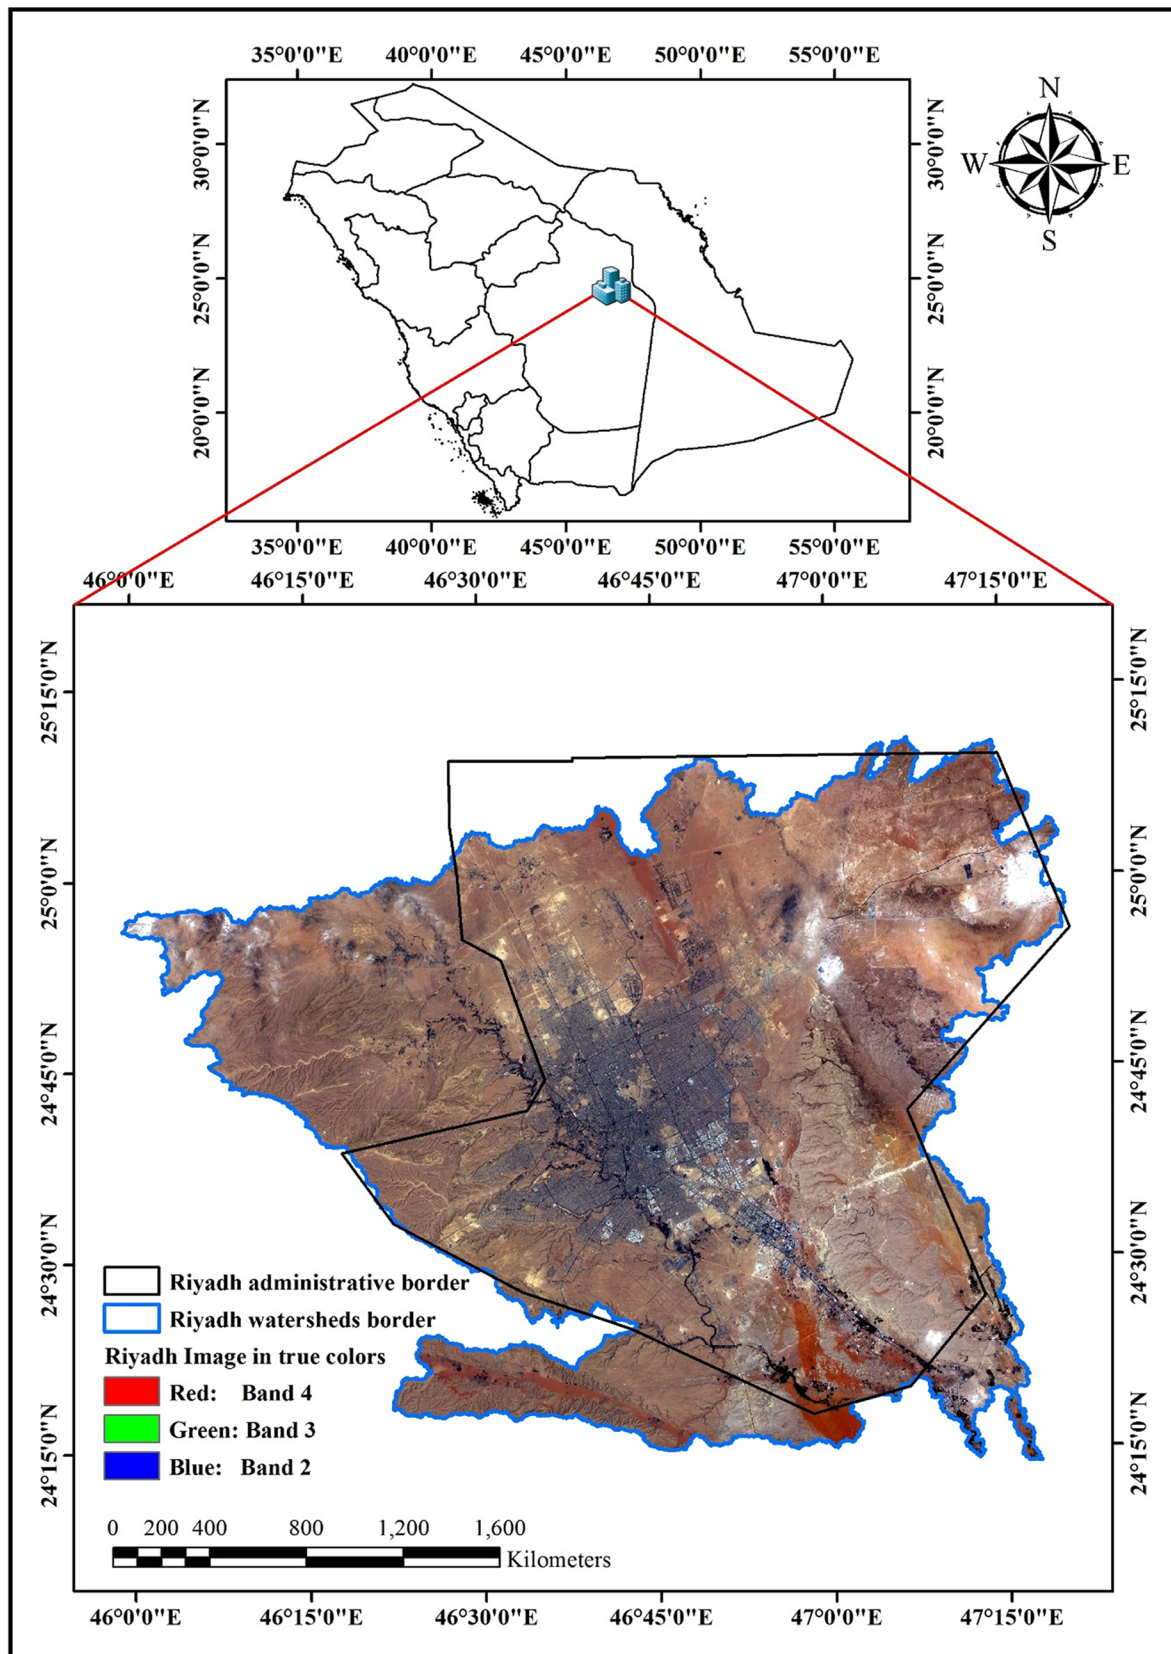 35°0'0"E 40°0'0"E 45°0'0"E 50°0'0"E 55°0'0"E
30°0'0"N
25°0'0"N
20°0'0"N
30°0'0"N
25°0'0"N
20°0'0"N
N
W
E
S
35°0'0"E 40°0'0"E 45°0'0"E 50°0'0"E 55°0'0"E
46°0'0"E 46°15'0"E 46°30'0"E 46°45'0"E 47°0'0"E 47°15'0"E
25°15'0"N
25°0'0"N
24°45'0"N
24°30'0"N
24°15'0"N
25°15'0"N
25°0'0"N
24°45'0"N
24°30'0"N
24°15'0"N
Riyadh administrative border
Riyadh watersheds border
Riyadh Image in true colors
Red: Band 4
Green: Band 3
Blue: Band 2
0 200 400 800 1,200 1,600
Kilometers
46°0'0"E 46°15'0"E 46°30'0"E 46°45'0"E 47°0'0"E 47°15'0"E